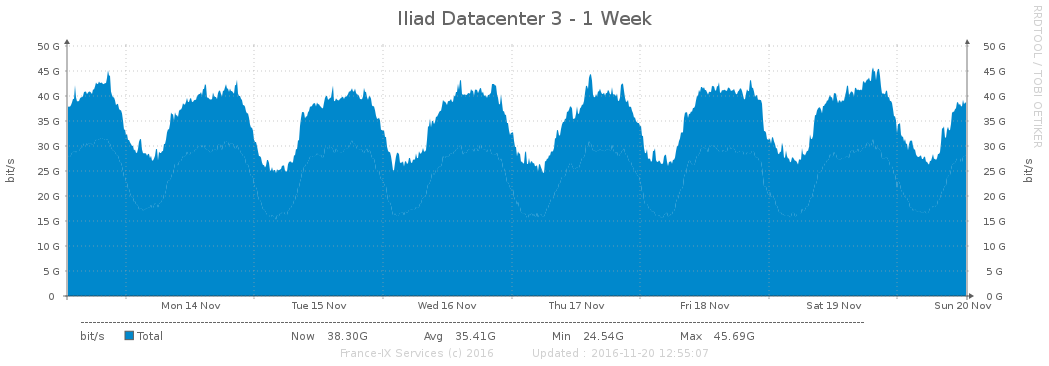 Iliad Datacenter 3 - 1 Week
RRDTOOL / TOBI OETIKER
bit/s
50 G 50 G
45 G 45 G
40 G 40 G
35 G 35 G
30 G 30 G
25 G 25 G
20 G 20 G
15 G 15 G
10 G 10 G
5 G 5 G
0 0 G
bit/s
Mon 14 Nov Tue 15 Nov Wed 16 Nov Thu 17 Nov Fri 18 Nov Sat 19 Nov Sun 20 Nov
bit/s Total Now 38.30G Avg 35.41G Min 24.54G Max 45.69G
France-IX Services (c) 2016 Updated : 2016-11-20 12:55:07